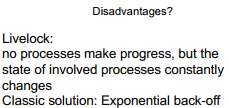 Disadvantages?
Livelock:
no processes make progress, but the
state of involved processes constantly
changes
Classic solution: Exponential back-off